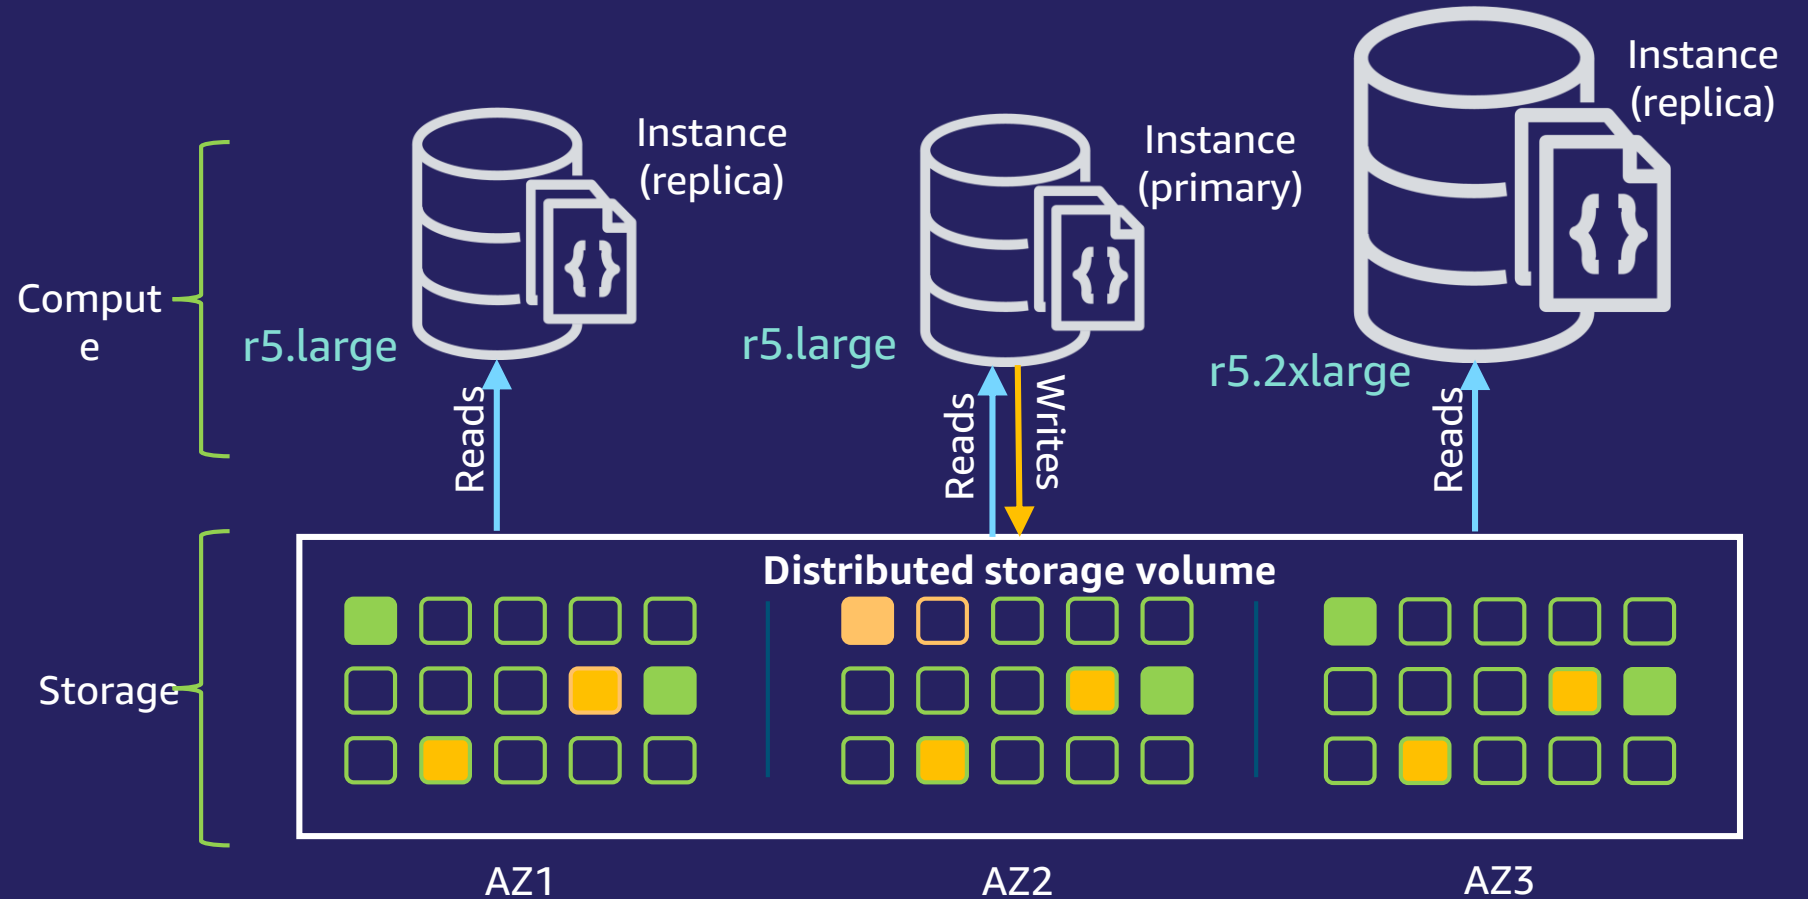 Instance
(replica)
Instance
(primary)
Instance
(replica)
Comput
e
r5.large
r5.large
r5.2xlarge
Reads
Reads
Writes
Reads
Distributed storage volume
Storage
AZ1
AZ2
AZ3